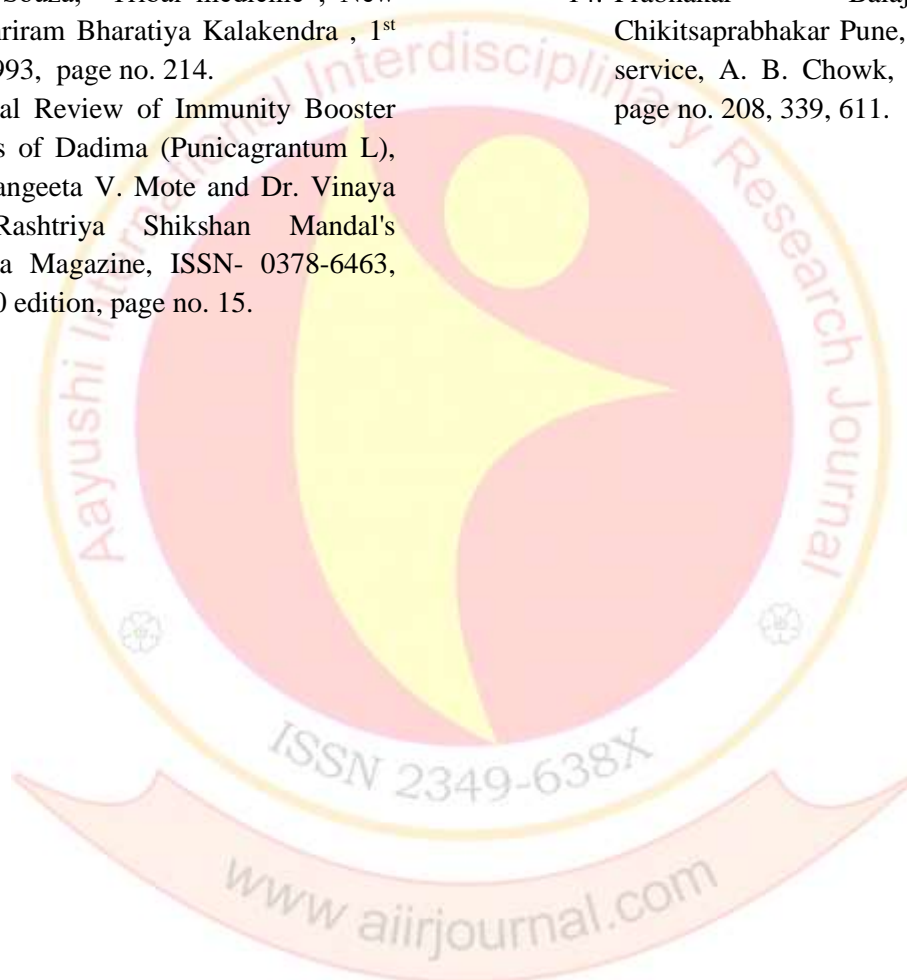 Souza, "Tribal medicine", New
riram Bharatiya Kalakendra , 1st
993, page no. 214.
al Review of Immunity Booster
s of Dadima (Punicagrantum L),
angeeta V. Mote and Dr. Vinaya
Rashtriya Shikshan Mandal's
a Magazine, ISSN- 0378-6463,
0 edition, page no. 15.
14. Prabhakar
Chikitsaprabhakar Pune,
service, A. B. Chowk,
page no. 208, 339, 611.
Aayushi International Interdisciplinary Research Journal
ISSN 2349-638X
www aiirjournal.com